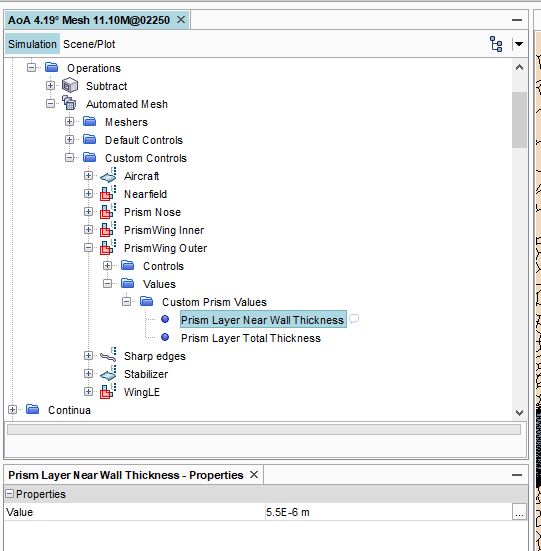 AoA 4.19° Mesh 11.10M@02250
Simulation Scene/Plot
Operations
Subtract
Automated Mesh
Meshers
Default Controls
Custom Controls
Aircraft
Nearfield
Prism Nose
PrismWing Inner
PrismWing Outer
Controls
Values
Custom Prism Values
Prism Layer Near Wall Thickness
Prism Layer Total Thickness
Sharp edges
Stabilizer
WingLE
Continua
Prism Layer Near Wall Thickness - Properties
Properties
Value 5.5E-6 m ...